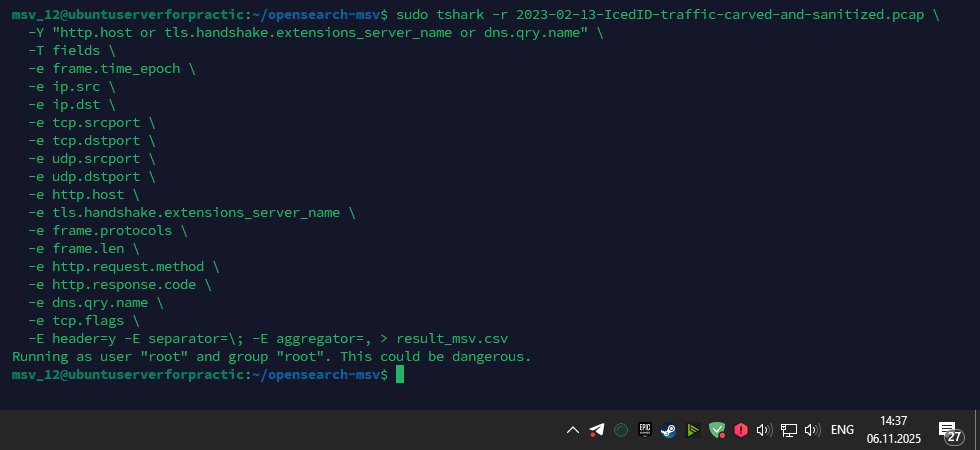 msv_12@ubuntuserverforpractic:~/opensearch-msv$ sudo tshark -r 2023-02-13-IcedID-traffic-carved-and-sanitized.pcap \
  -Y "http.host or tls.handshake.extensions_server_name or dns.qry.name" \
  -T fields \
  -e frame.time_epoch \
  -e ip.src \
  -e ip.dst \
  -e tcp.srcport \
  -e tcp.dstport \
  -e udp.srcport \
  -e udp.dstport \
  -e http.host \
  -e tls.handshake.extensions_server_name \
  -e frame.protocols \
  -e frame.len \
  -e http.request.method \
  -e http.response.code \
  -e dns.qry.name \
  -e tcp.flags \
  -E header=y -E separator=\; -E aggregator=, > result_msv.csv
Running as user "root" and group "root". This could be dangerous.
msv_12@ubuntuserverforpractic:~/opensearch-msv$
EPIC
ENG
14:37
06.11.2025
27